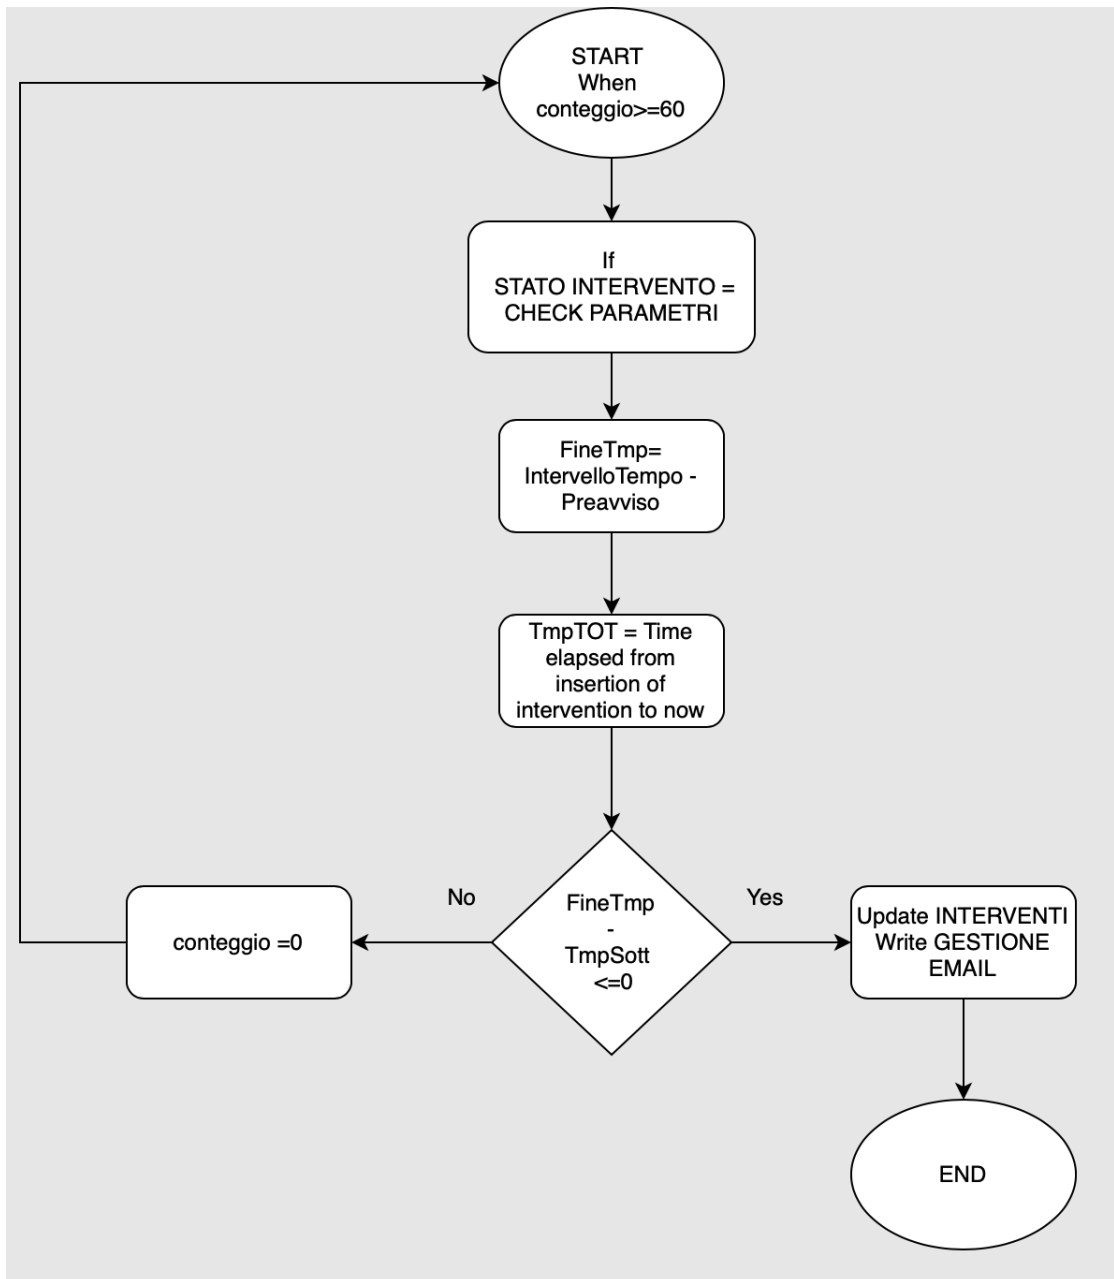 START
When
conteggio>=60
If
STATO INTERVENTO =
CHECK PARAMETRI
FineTmp=
IntervelloTempo -
Preavviso
TmpTOT = Time
elapsed from
insertion of
intervention to now
FineTmp
-
TmpSott
<=0
No
Yes
conteggio =0
Update INTERVENTI
Write GESTIONE
EMAIL
END